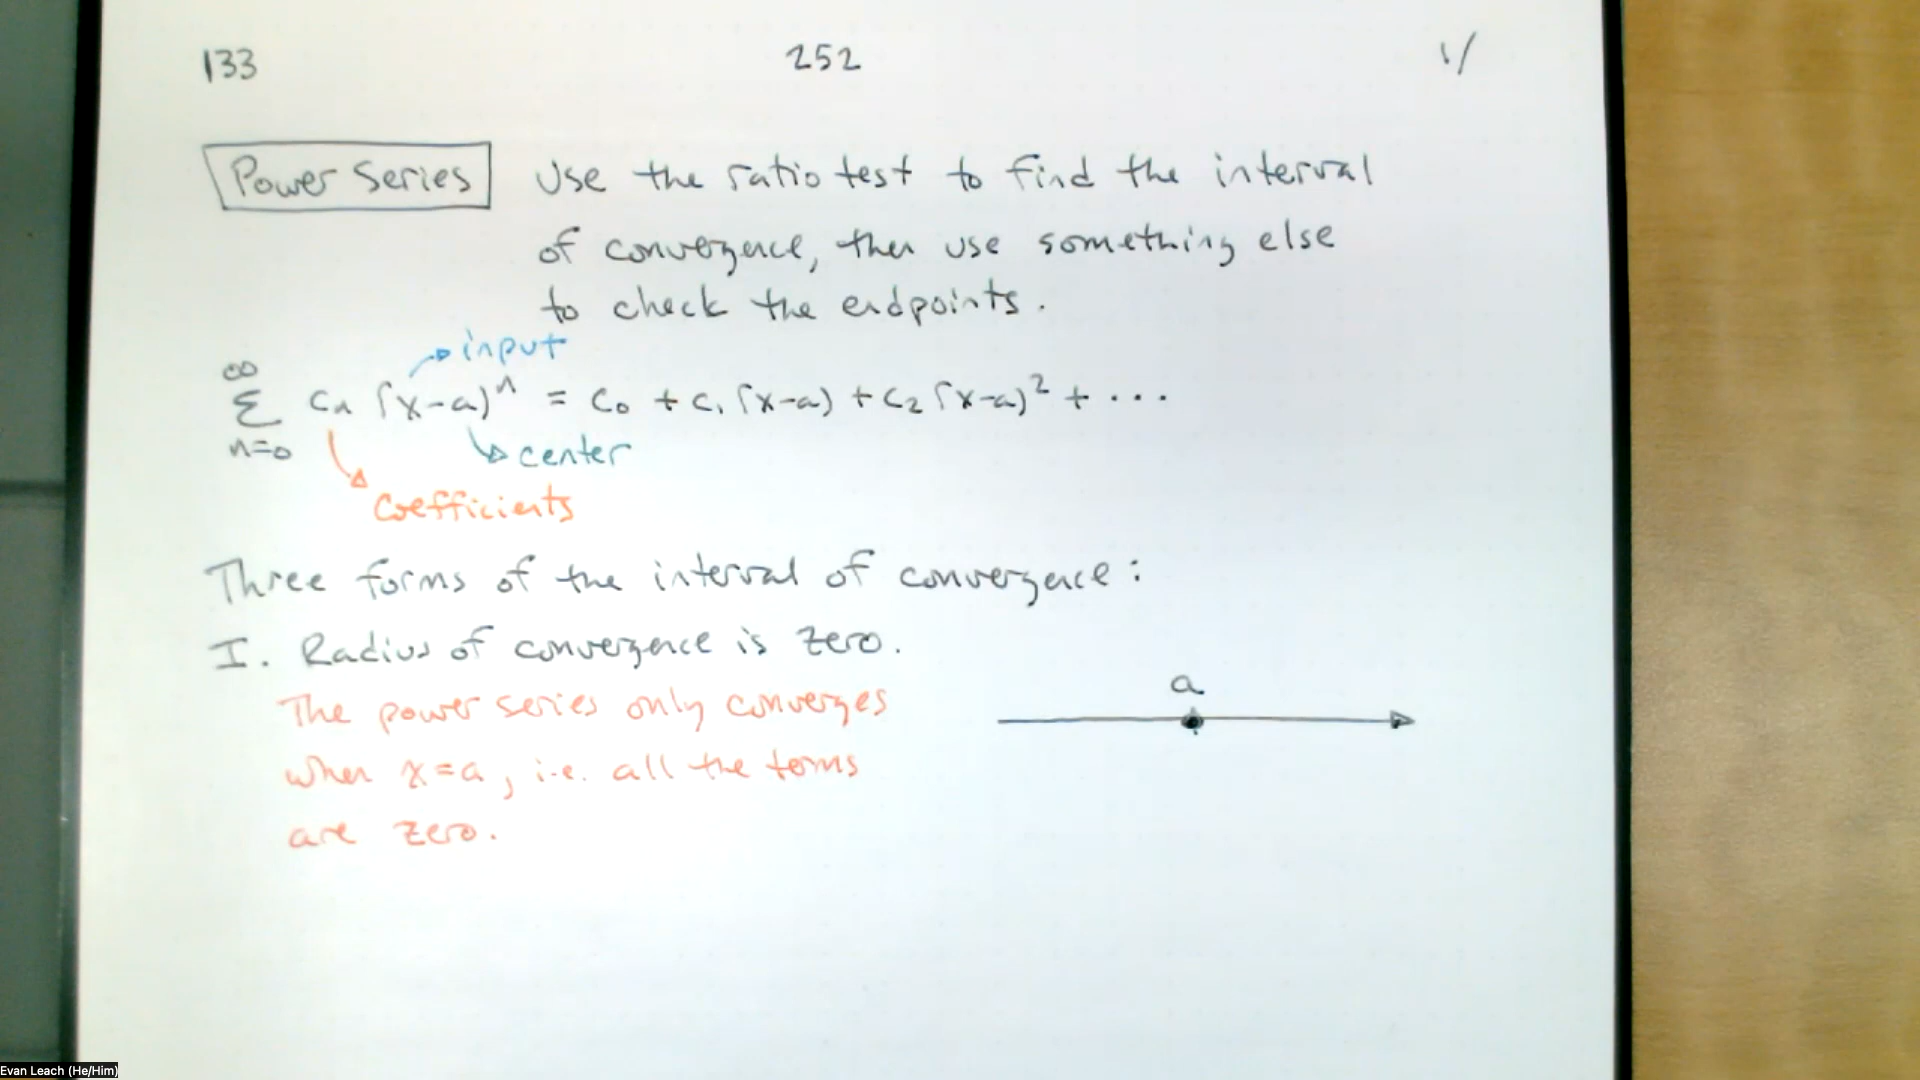 133 252 1/
Power Series Use the ratio test to find the interval
of convergence, then use something else
to check the endpoints.
input
∞
Σ cn (x-a)^n = c0 + c1 (x-a) + c2 (x-a)^2 + ...
n=0
center
coefficients
Three forms of the interval of convergence:
I. Radius of convergence is zero.
a
The power series only converges
when x=a, i.e. all the terms
are zero.
Evan Leach (He/Him)